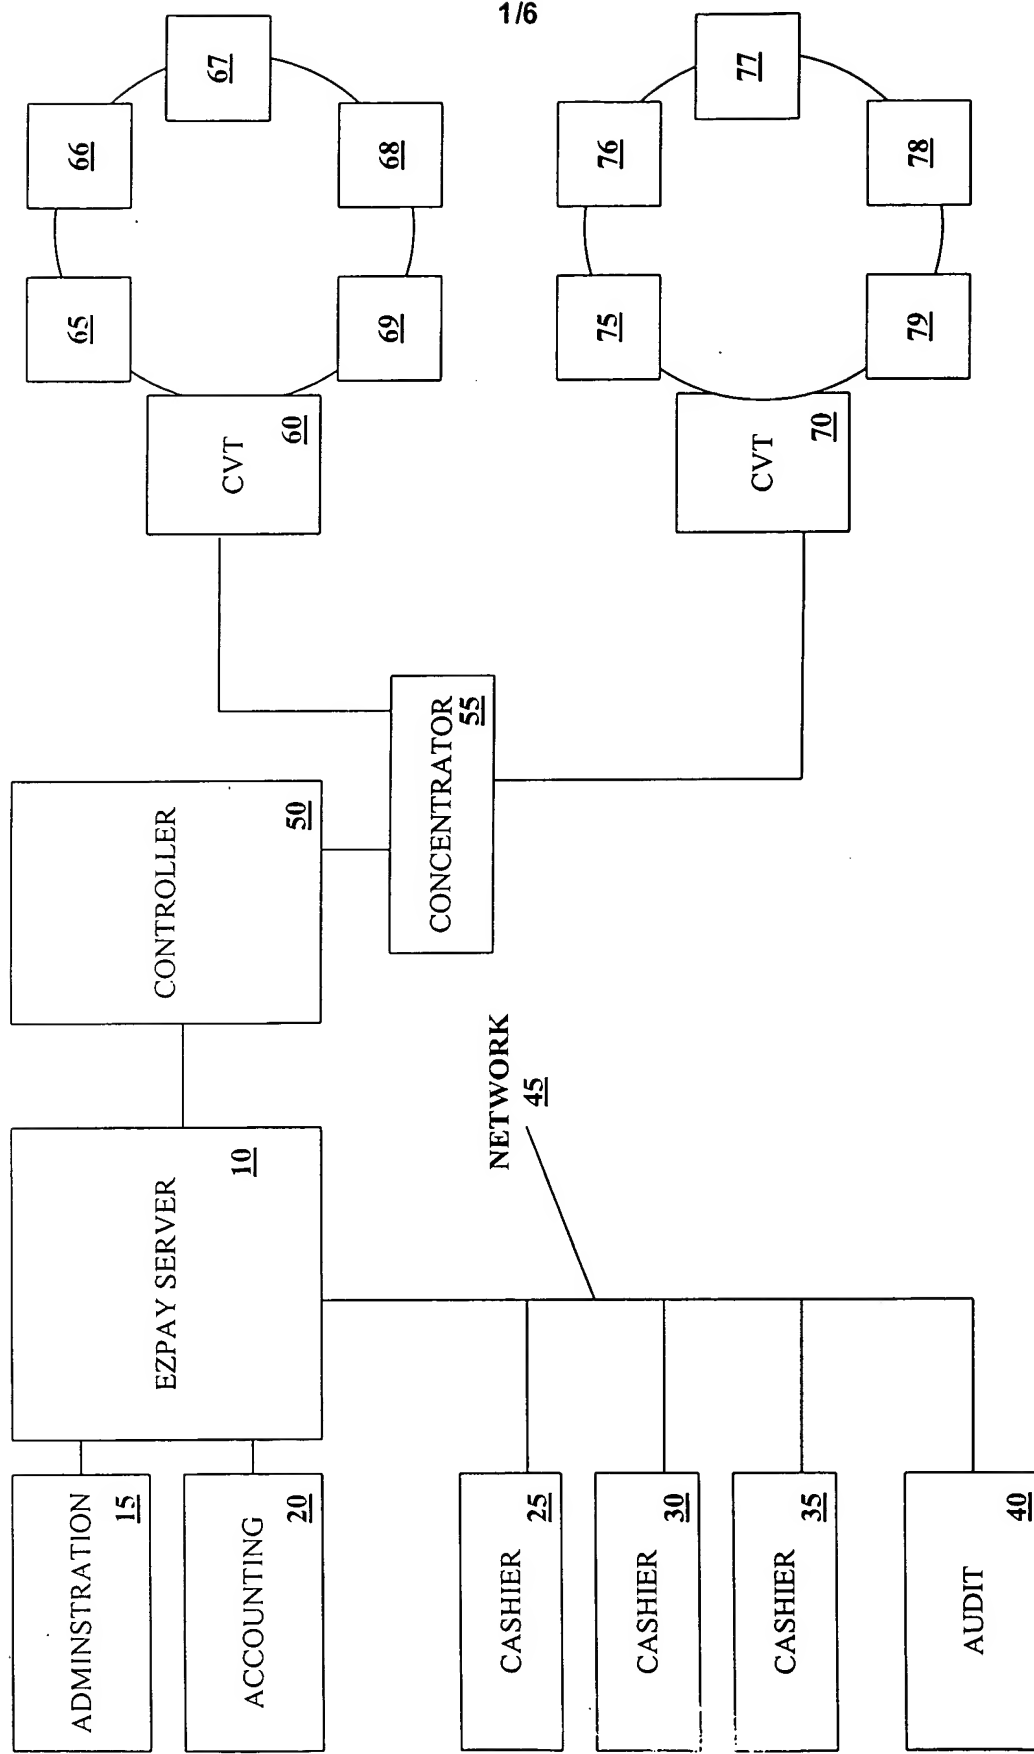 1/6
ADMINSTRATION
15
ACCOUNTING
20
CASHIER
25
CASHIER
30
CASHIER
35
AUDIT
40
EZPAY SERVER
10
NETWORK
45
CONTROLLER
50
CONCENTRATOR
55
CVT
60
65
66
67
68
69
CVT
70
75
76
77
78
79